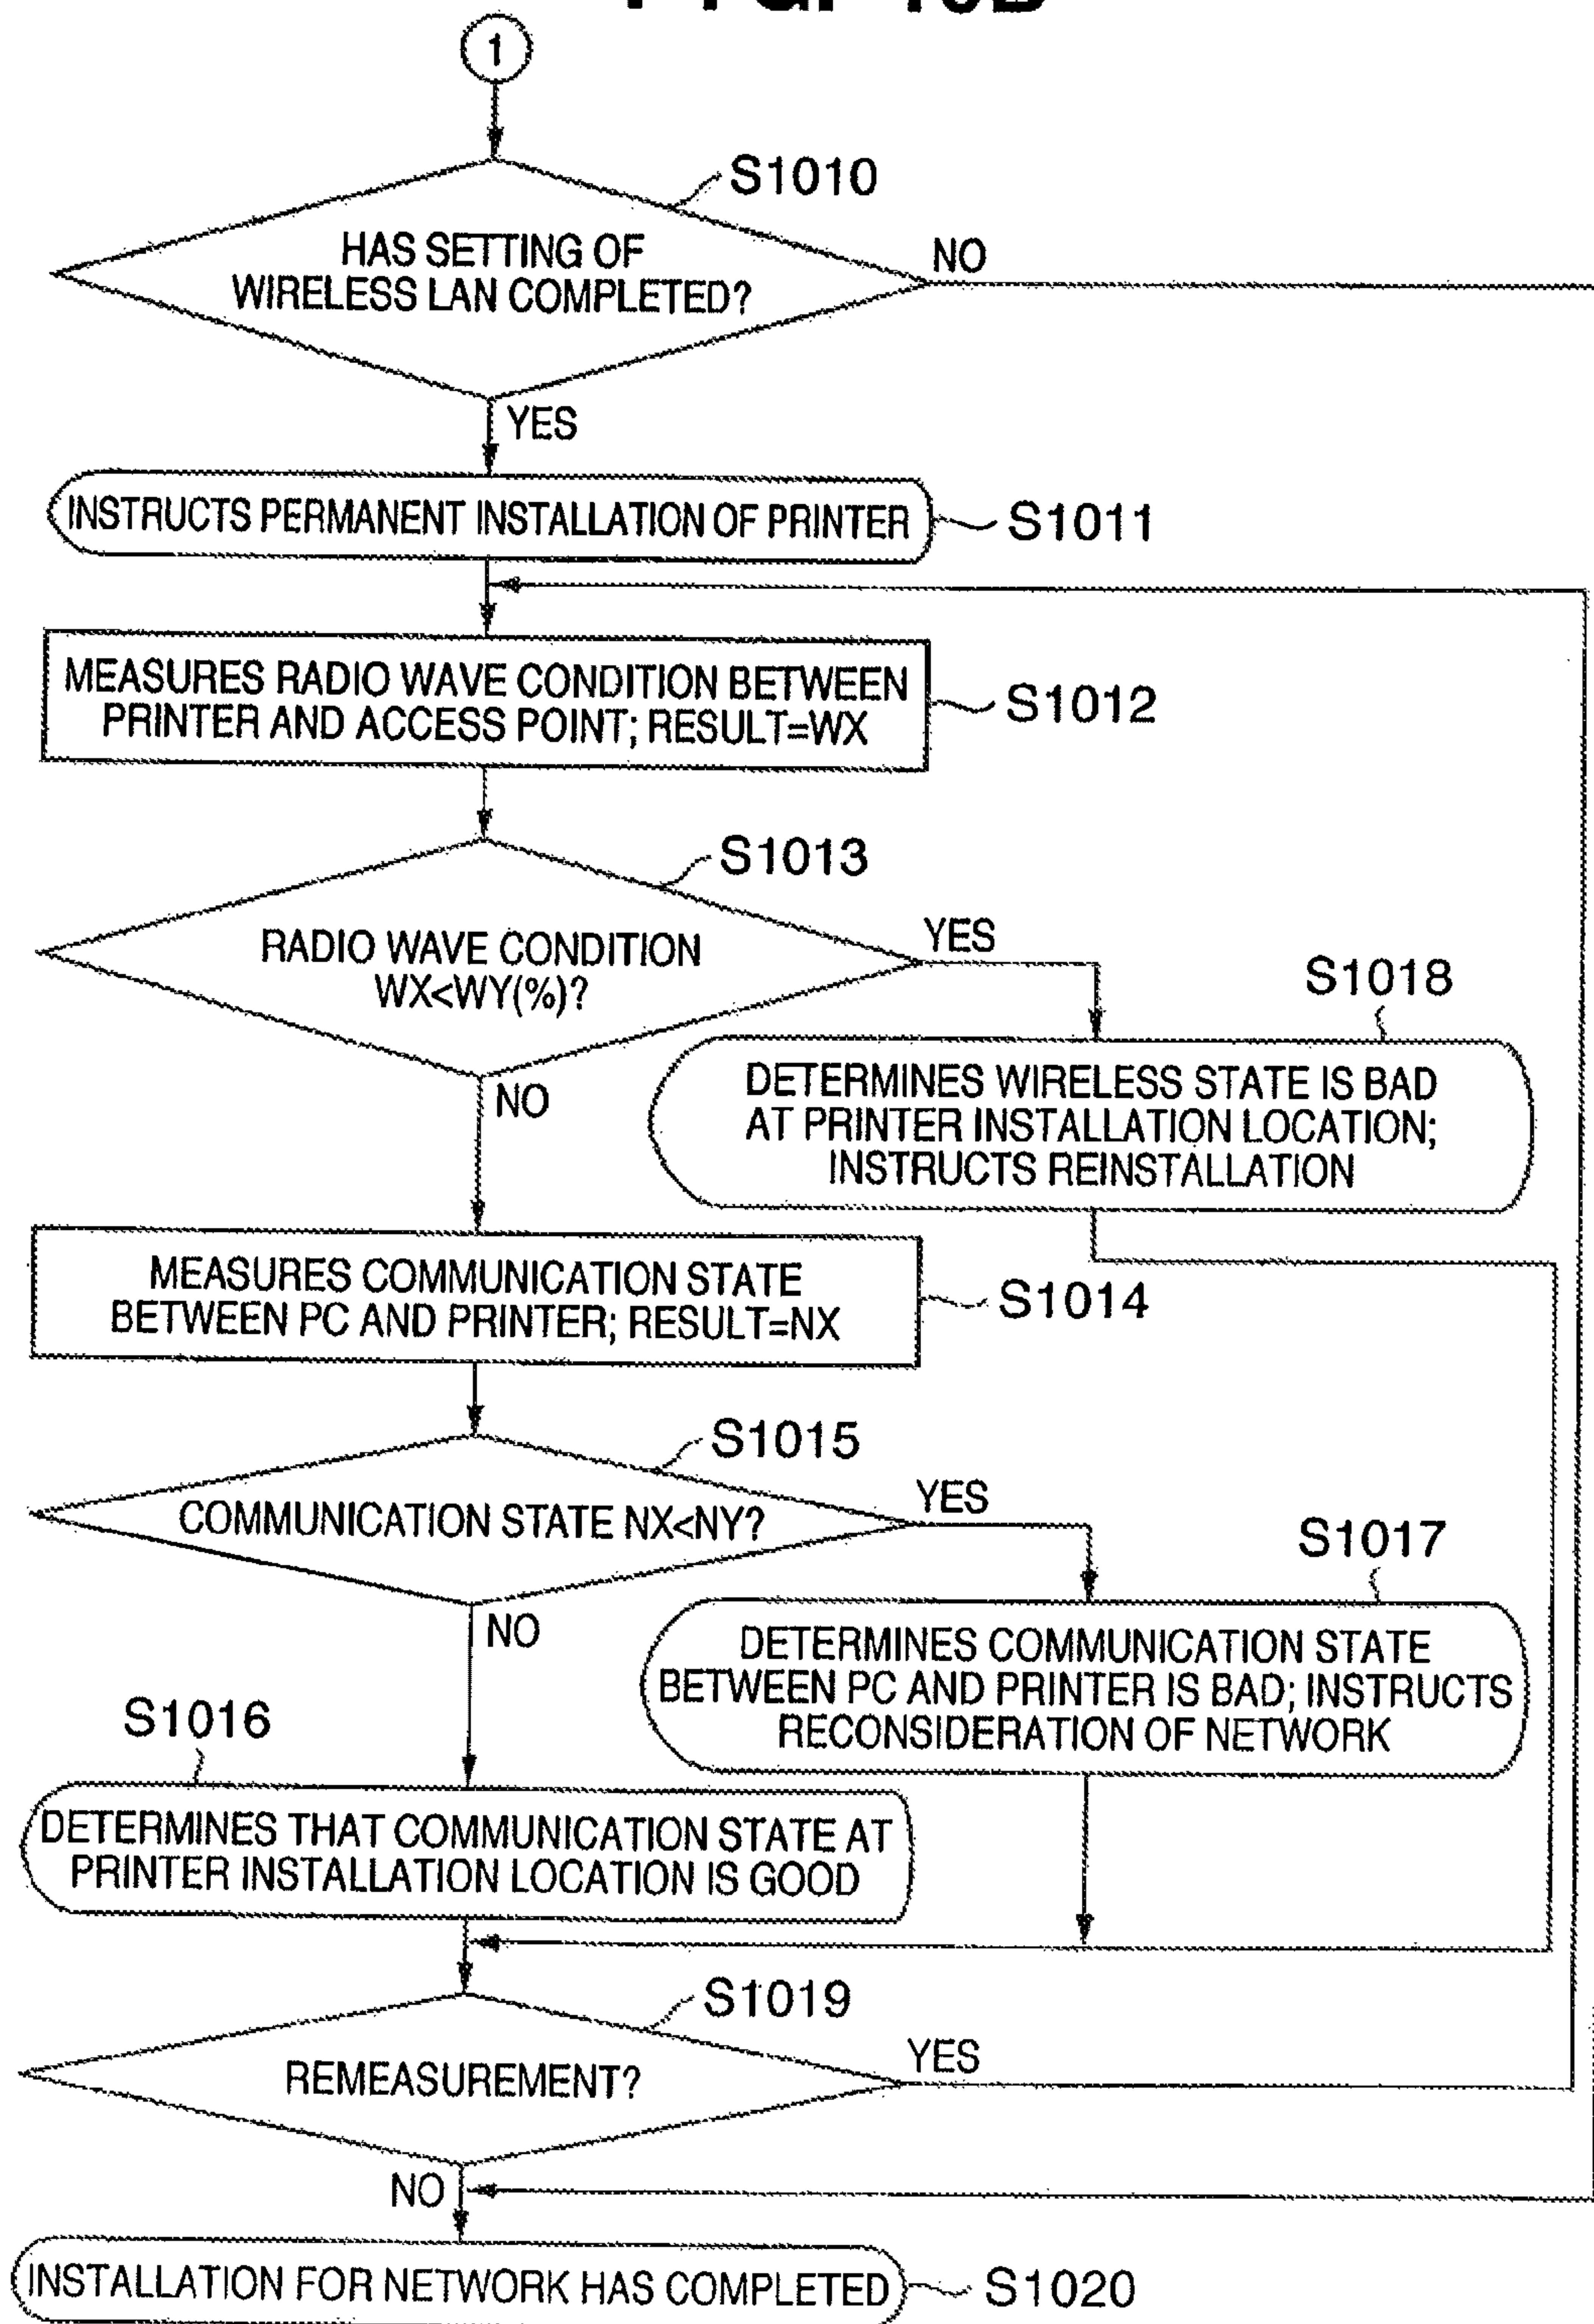 1
S1010
HAS SETTING OF
WIRELESS LAN COMPLETED?
NO
YES
INSTRUCTS PERMANENT INSTALLATION OF PRINTER
S1011
MEASURES RADIO WAVE CONDITION BETWEEN
PRINTER AND ACCESS POINT; RESULT=WX
S1012
S1013
RADIO WAVE CONDITION
WX<WY(%)?
YES
NO
S1018
DETERMINES WIRELESS STATE IS BAD
AT PRINTER INSTALLATION LOCATION;
INSTRUCTS REINSTALLATION
MEASURES COMMUNICATION STATE
BETWEEN PC AND PRINTER; RESULT=NX
S1014
S1015
COMMUNICATION STATE NX<NY?
YES
NO
S1017
DETERMINES COMMUNICATION STATE
BETWEEN PC AND PRINTER IS BAD; INSTRUCTS
RECONSIDERATION OF NETWORK
S1016
DETERMINES THAT COMMUNICATION STATE AT
PRINTER INSTALLATION LOCATION IS GOOD
S1019
REMEASUREMENT?
YES
NO
INSTALLATION FOR NETWORK HAS COMPLETED
S1020